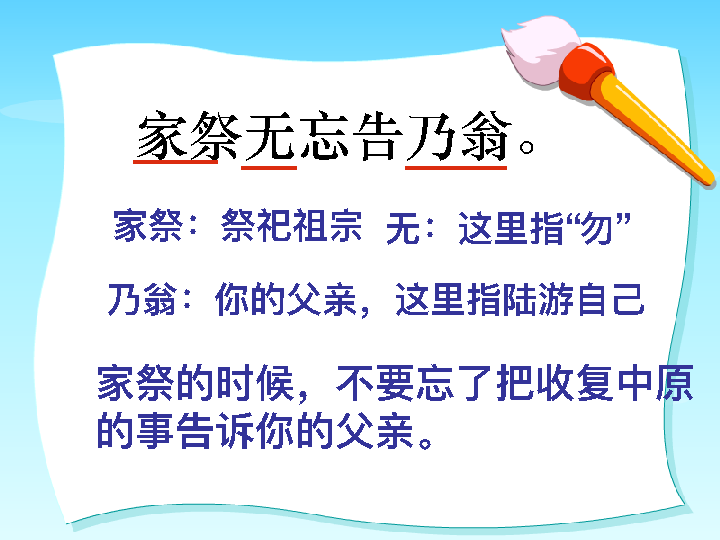 家祭无忘告乃翁。
家祭：祭祀祖宗 无：这里指“勿”
乃翁：你的父亲，这里指陆游自己
家祭的时候，不要忘了把收复中原
的事告诉你的父亲。